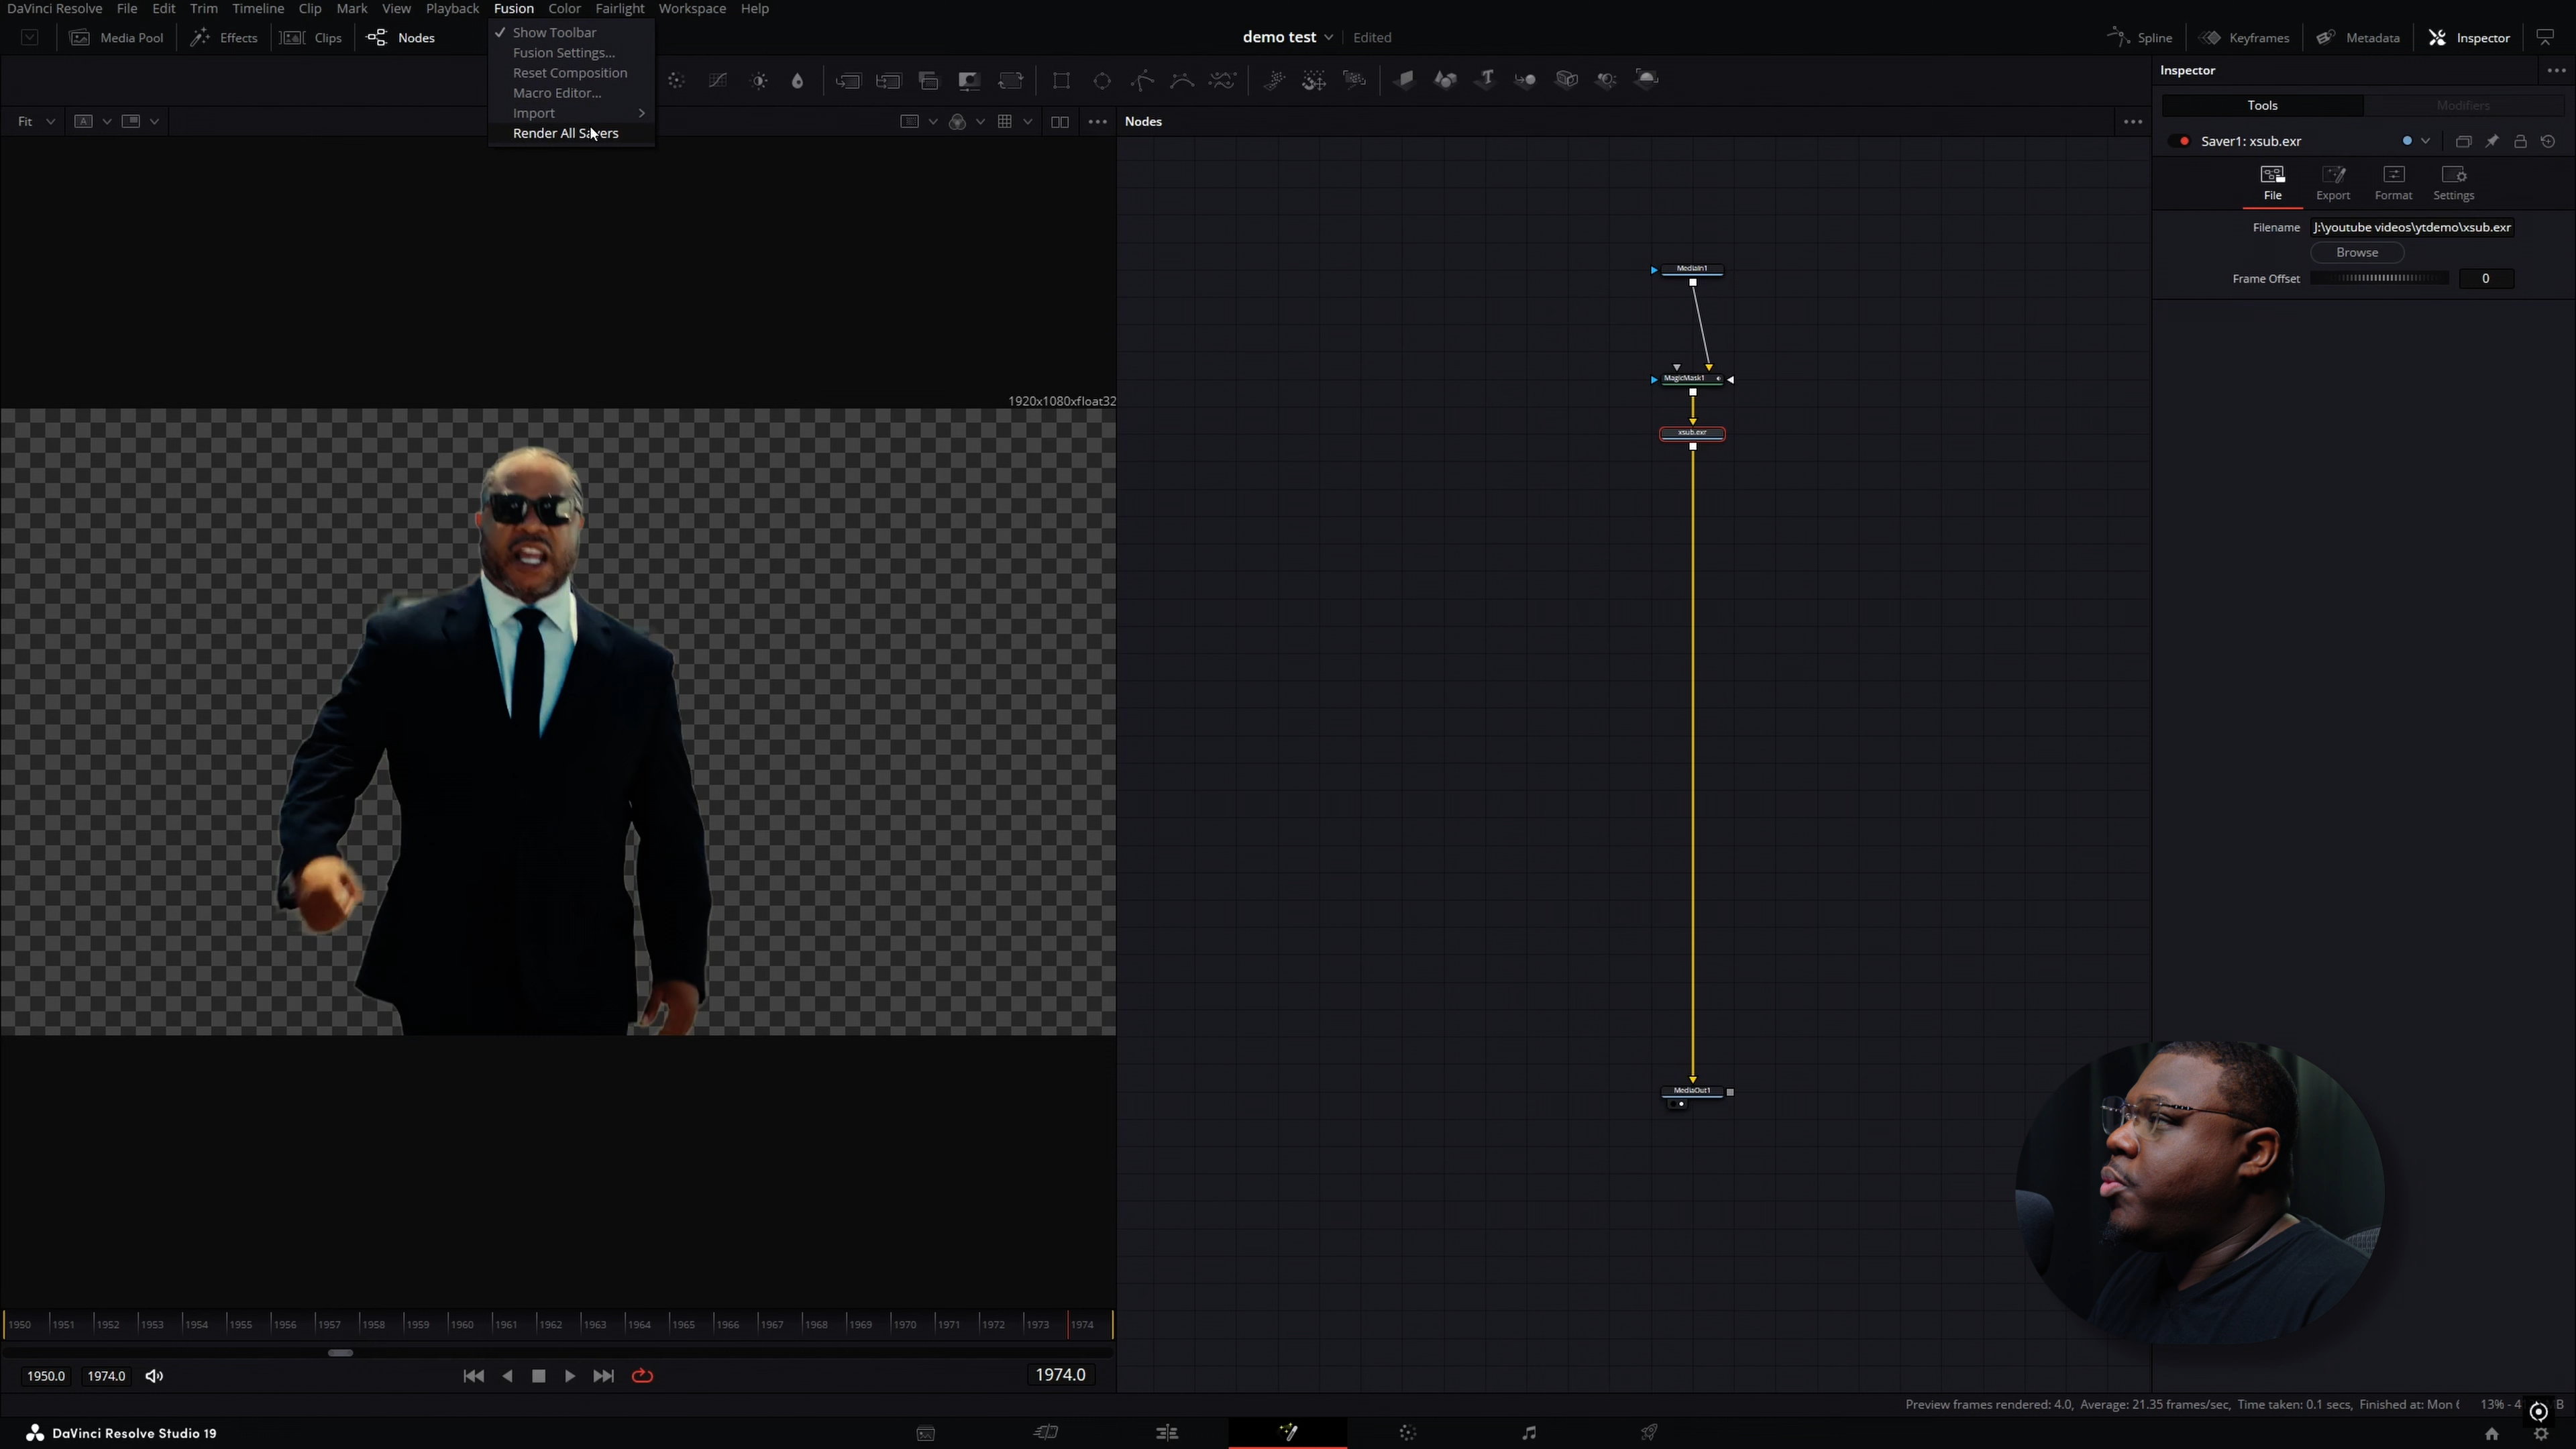 DaVinci Resolve File Edit Trim Timeline Clip Mark View Playback Fusion Color Fairlight Workspace Help
Media Pool Effects Clips Nodes
demo test Edited
Spline Keyframes Metadata Inspector
Show Toolbar
Fusion Settings...
Reset Composition
Macro Editor...
Import
Render All Savers
Fit A
Nodes
Inspector
Tools Modifiers
Saver1: xsub.exr
File Export Format Settings
Filename J:\youtube videos\ytdemo\xsub.exr
Browse
Frame Offset 0
1920x1080xfloat32
MediaIn1
MagicMask1
xsub.exr
MediaOut1
1950 1951 1952 1953 1954 1955 1956 1957 1958 1959 1960 1961 1962 1963 1964 1965 1966 1967 1968 1969 1970 1971 1972 1973 1974
1950.0 1974.0 1974.0
Preview frames rendered: 4.0, Average: 21.35 frames/sec, Time taken: 0.1 secs, Finished at: Mon 13% - 4 B
DaVinci Resolve Studio 19